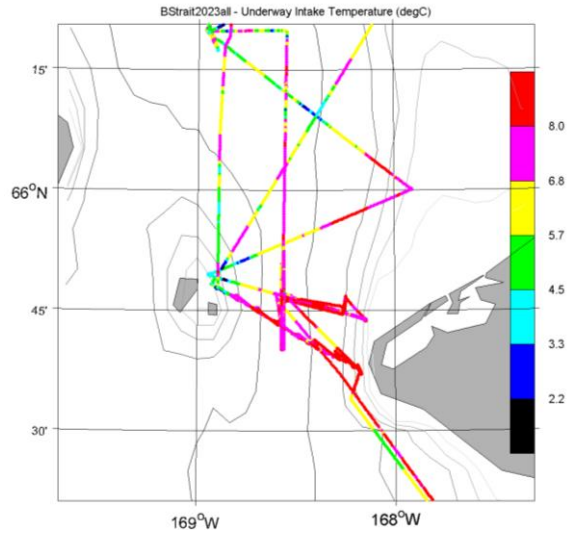 BStrait2023all - Underway Intake Temperature (degC)
15'
8.0
6.8
66°N
5.7
4.5
45'
3.3
2.2
30'
169°W
168°W